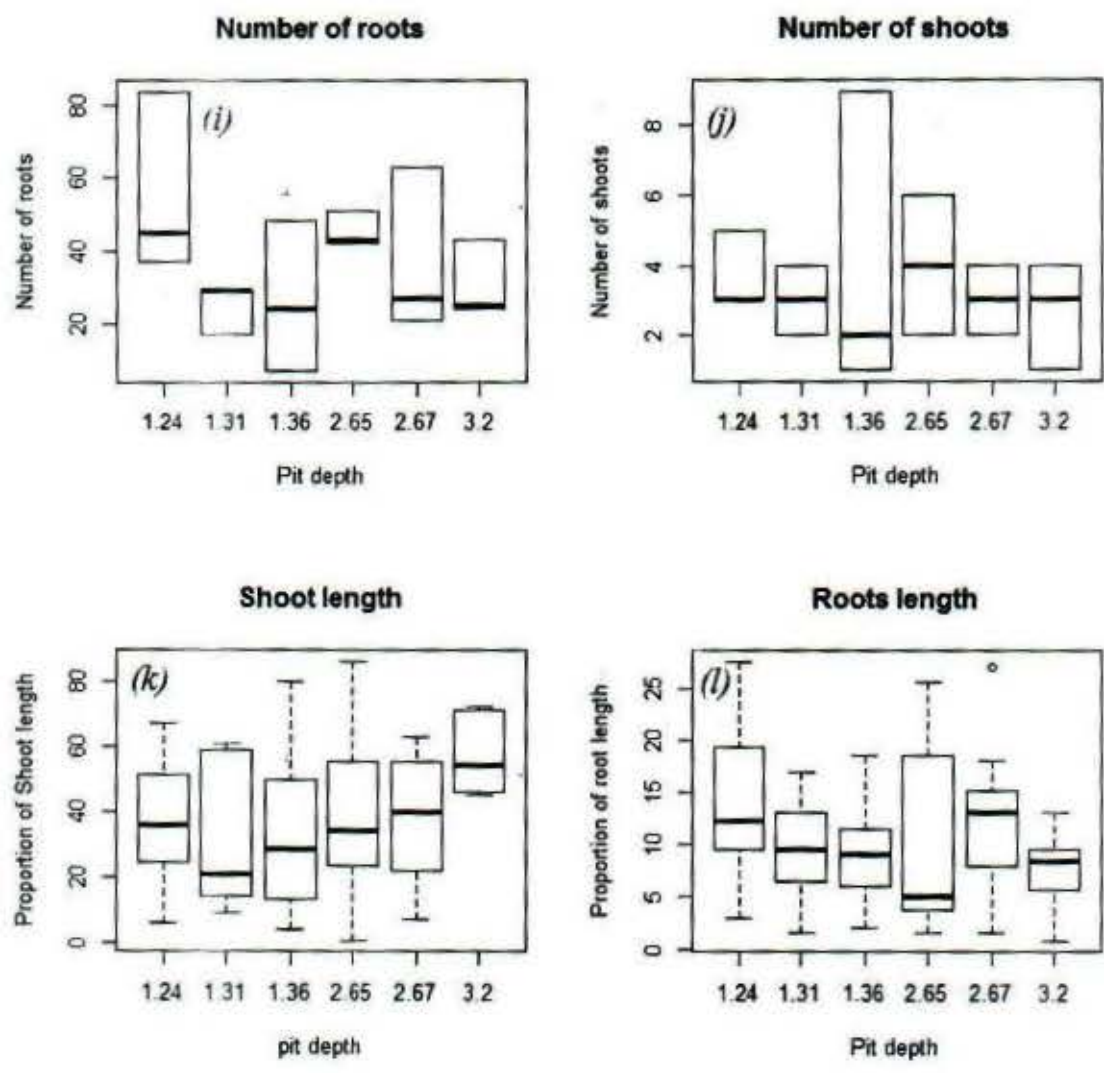 Number of roots
Number of roots
80
60
40
20
(i)
1.24 1.31 1.36 2.65 2.67 3.2
Pit depth
Number of shoots
Number of shoots
8
6
4
2
(j)
1.24 1.31 1.36 2.65 2.67 3.2
Pit depth
Shoot length
Proportion of Shoot length
80
60
40
20
0
(k)
1.24 1.31 1.36 2.65 2.67 3.2
pit depth
Roots length
Proportion of root length
25
20
15
10
5
0
(l)
1.24 1.31 1.36 2.65 2.67 3.2
Pit depth